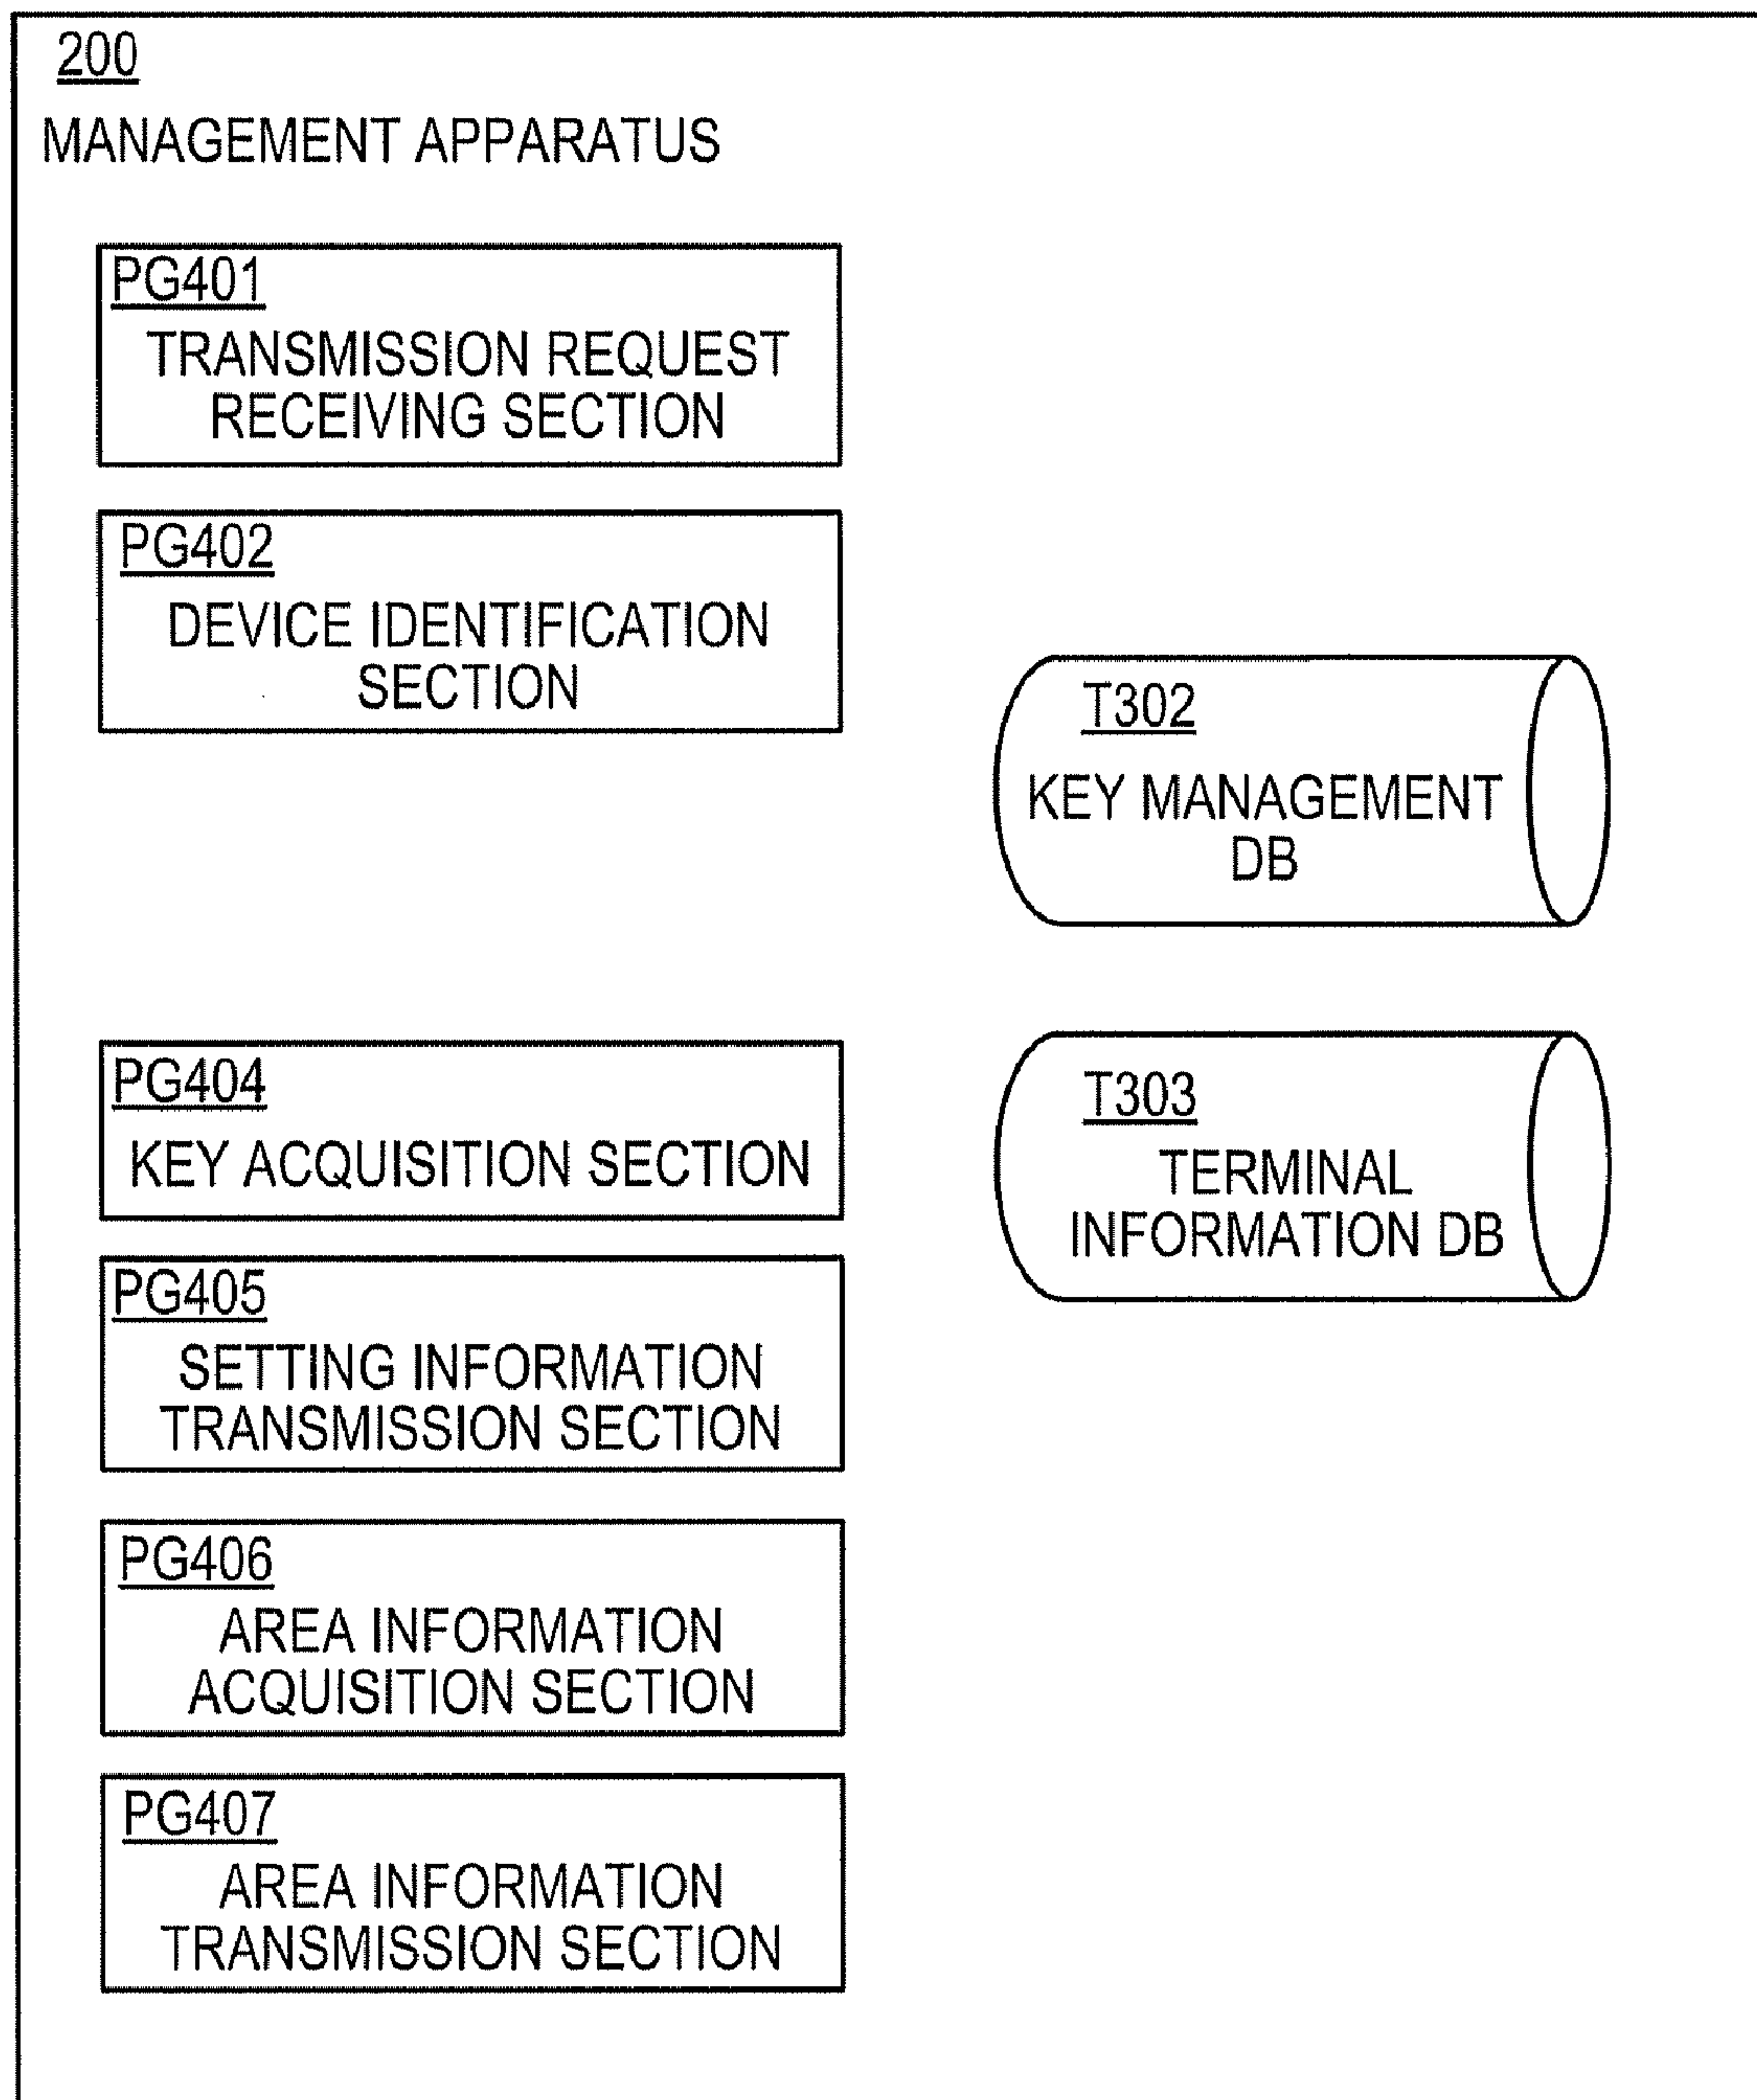 200
MANAGEMENT APPARATUS
PG401
TRANSMISSION REQUEST
RECEIVING SECTION
PG402
DEVICE IDENTIFICATION
SECTION
T302
KEY MANAGEMENT
DB
PG404
KEY ACQUISITION SECTION
T303
TERMINAL
INFORMATION DB
PG405
SETTING INFORMATION
TRANSMISSION SECTION
PG406
AREA INFORMATION
ACQUISITION SECTION
PG407
AREA INFORMATION
TRANSMISSION SECTION